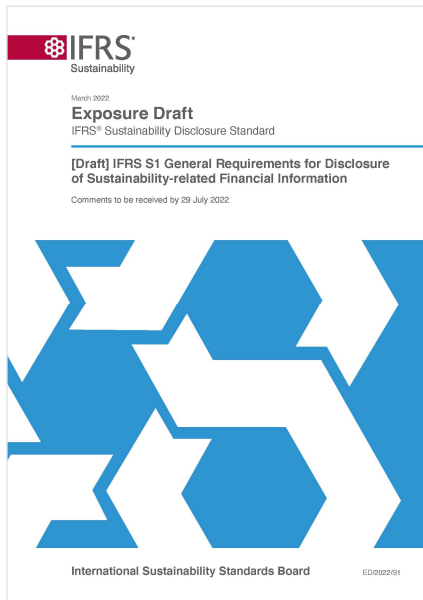 IFRS®
Sustainability
March 2022
Exposure Draft
IFRS® Sustainability Disclosure Standard
[Draft] IFRS S1 General Requirements for Disclosure
of Sustainability-related Financial Information
Comments to be received by 29 July 2022
International Sustainability Standards Board
ED/2022/S1